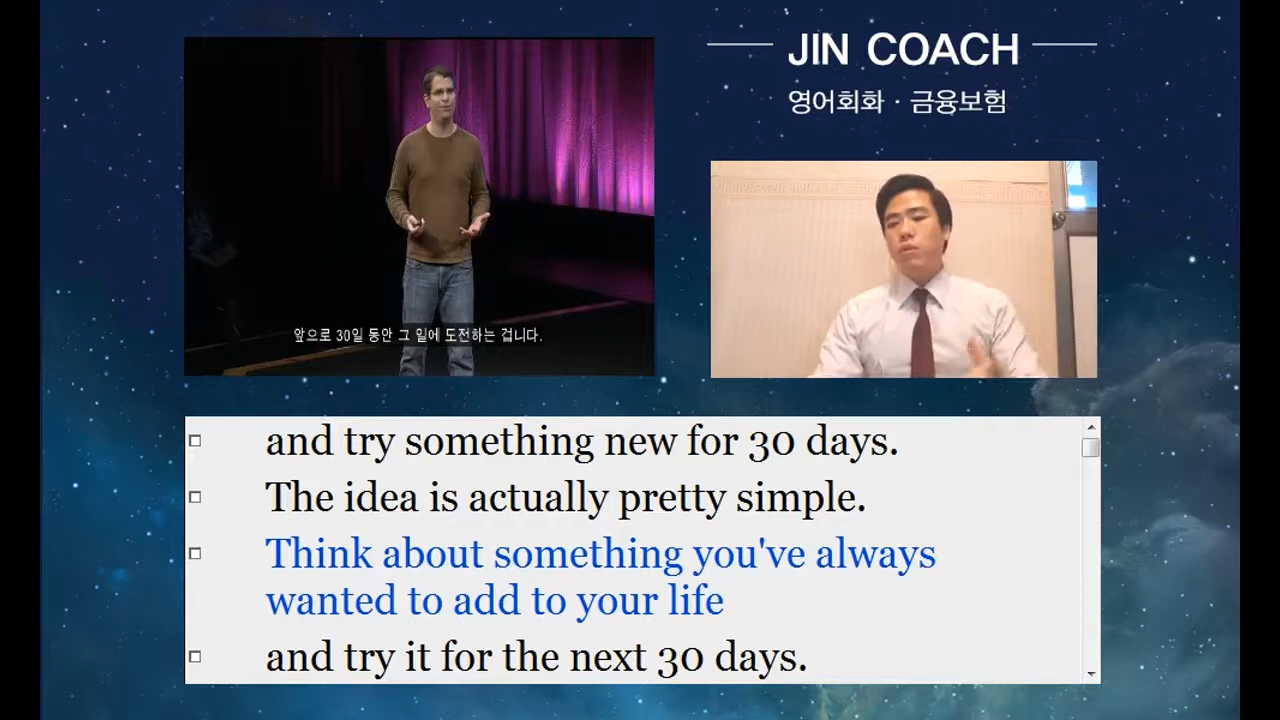 JIN COACH
영어회화 · 금융보험
앞으로 30일 동안 그 일에 도전하는 겁니다.
and try something new for 30 days.
The idea is actually pretty simple.
Think about something you've always
wanted to add to your life
and try it for the next 30 days.